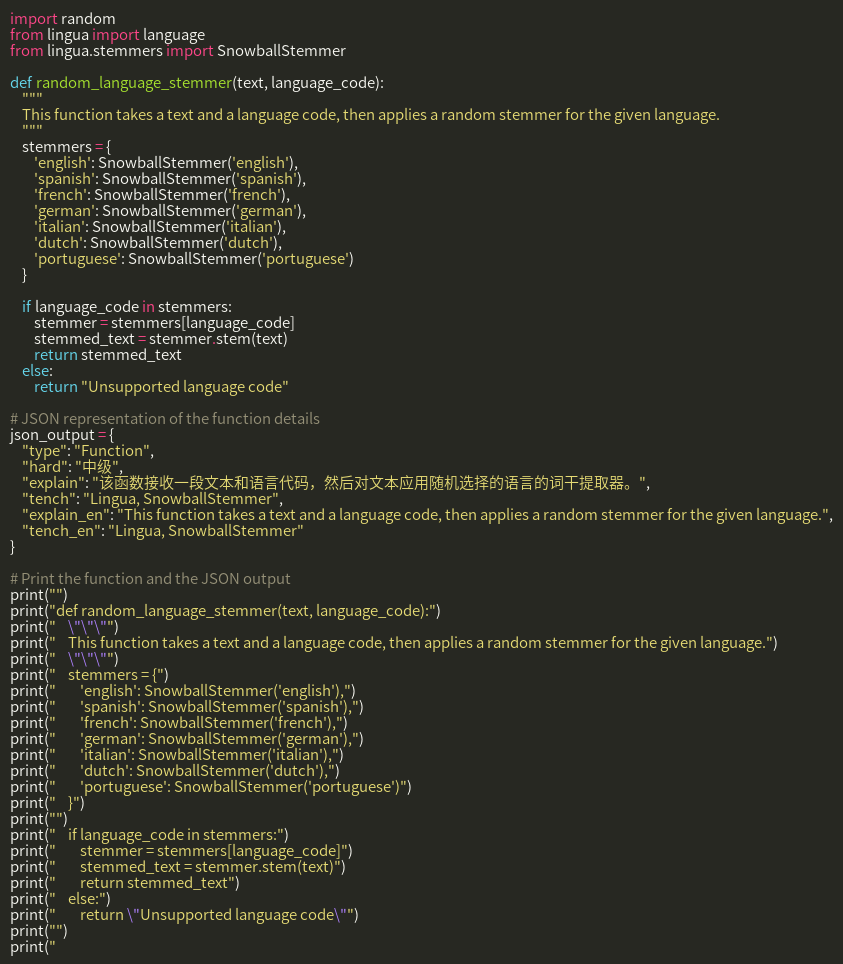 import random
from lingua import language
from lingua.stemmers import SnowballStemmer

def random_language_stemmer(text, language_code):
    """
    This function takes a text and a language code, then applies a random stemmer for the given language.
    """
    stemmers = {
        'english': SnowballStemmer('english'),
        'spanish': SnowballStemmer('spanish'),
        'french': SnowballStemmer('french'),
        'german': SnowballStemmer('german'),
        'italian': SnowballStemmer('italian'),
        'dutch': SnowballStemmer('dutch'),
        'portuguese': SnowballStemmer('portuguese')
    }

    if language_code in stemmers:
        stemmer = stemmers[language_code]
        stemmed_text = stemmer.stem(text)
        return stemmed_text
    else:
        return "Unsupported language code"

# JSON representation of the function details
json_output = {
    "type": "Function",
    "hard": "中级",
    "explain": "该函数接收一段文本和语言代码，然后对文本应用随机选择的语言的词干提取器。",
    "tench": "Lingua, SnowballStemmer",
    "explain_en": "This function takes a text and a language code, then applies a random stemmer for the given language.",
    "tench_en": "Lingua, SnowballStemmer"
}

# Print the function and the JSON output
print("")
print("def random_language_stemmer(text, language_code):")
print("    \"\"\"")
print("    This function takes a text and a language code, then applies a random stemmer for the given language.")
print("    \"\"\"")
print("    stemmers = {")
print("        'english': SnowballStemmer('english'),")
print("        'spanish': SnowballStemmer('spanish'),")
print("        'french': SnowballStemmer('french'),")
print("        'german': SnowballStemmer('german'),")
print("        'italian': SnowballStemmer('italian'),")
print("        'dutch': SnowballStemmer('dutch'),")
print("        'portuguese': SnowballStemmer('portuguese')")
print("    }")
print("")
print("    if language_code in stemmers:")
print("        stemmer = stemmers[language_code]")
print("        stemmed_text = stemmer.stem(text)")
print("        return stemmed_text")
print("    else:")
print("        return \"Unsupported language code\"")
print("")
print("